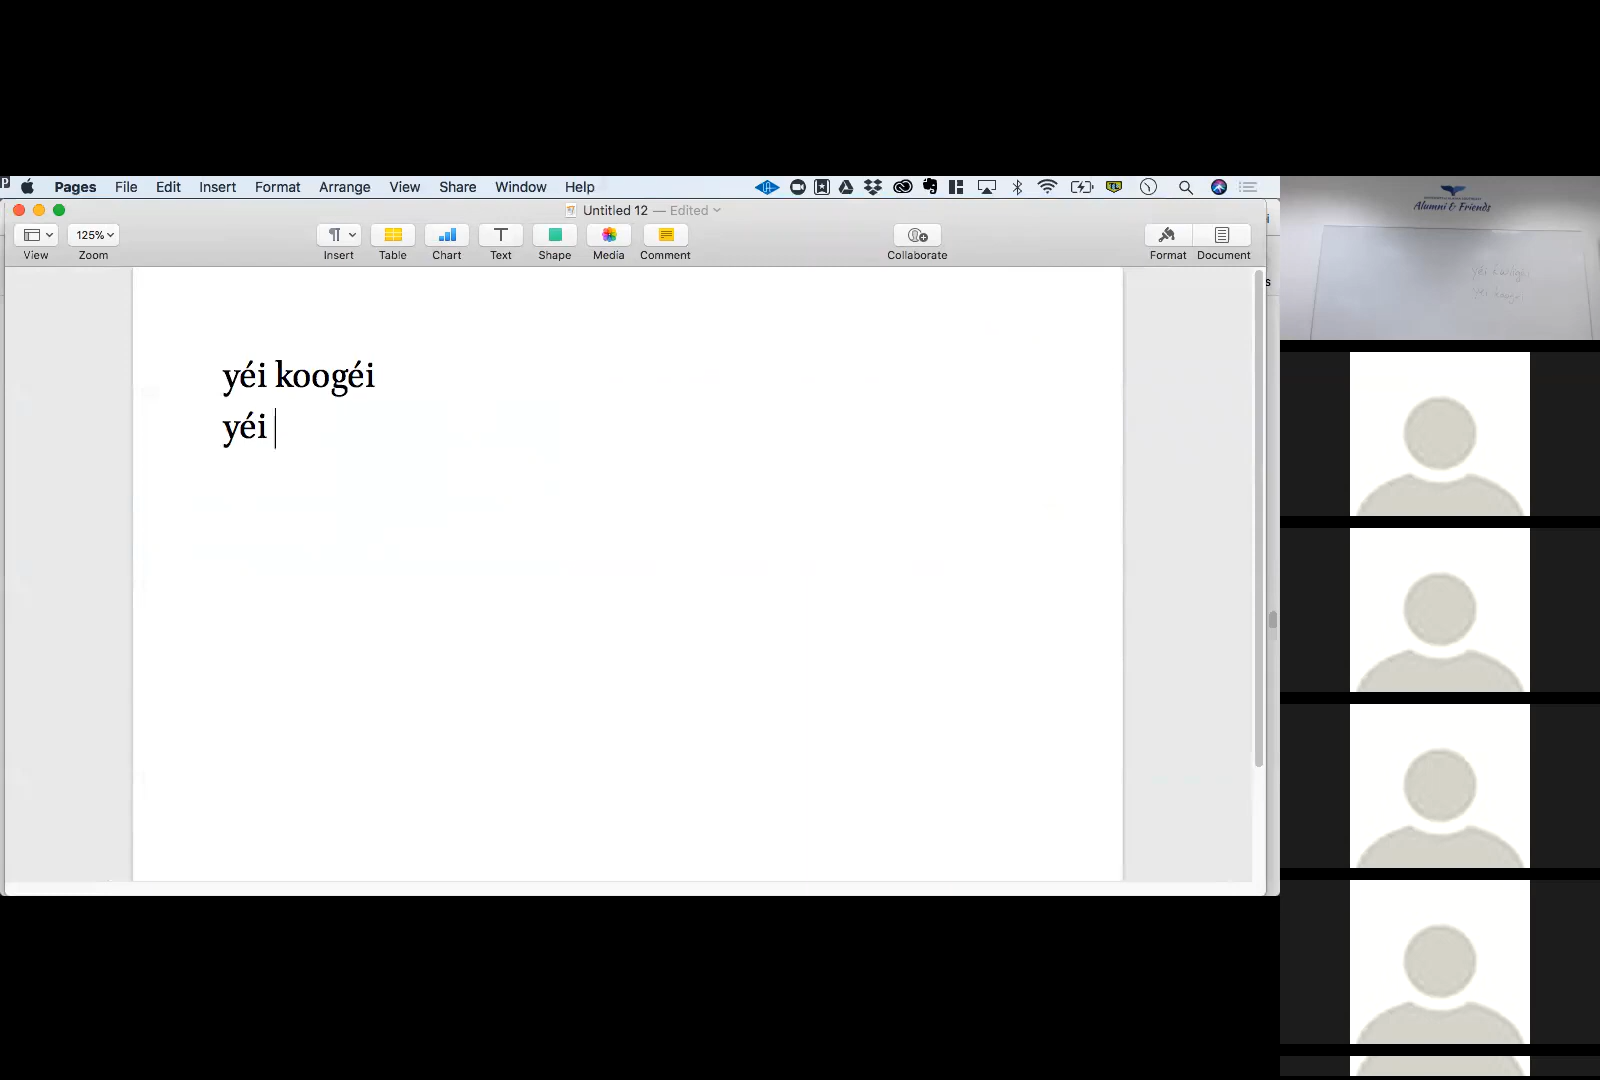 Pages File Edit Insert Format Arrange View Share Window Help
Untitled 12 — Edited
125%
View Zoom Insert Table Chart Text Shape Media Comment Collaborate Format Document
yéi koogéi
yéi
Alumni & Friends